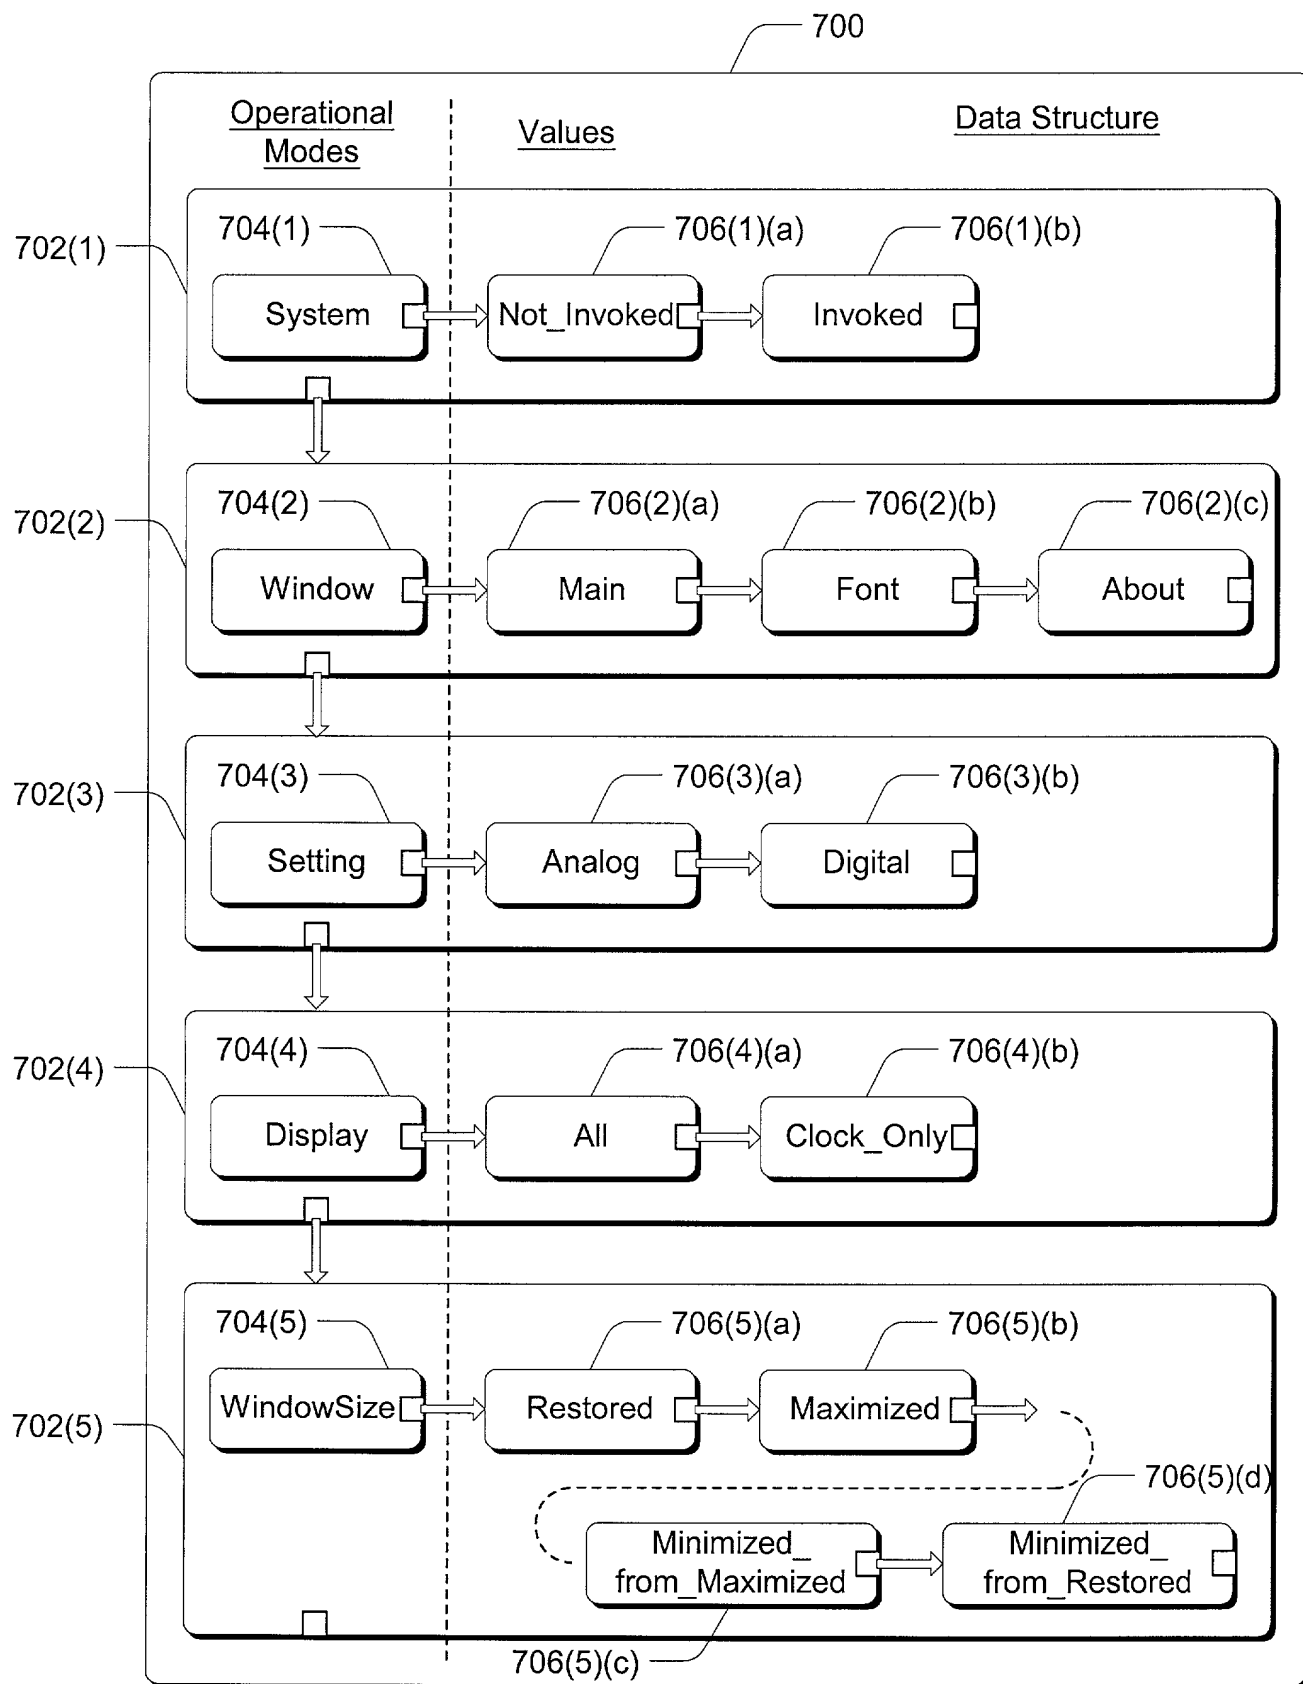 700
Operational
Modes
Values
Data Structure
702(1)
704(1)
706(1)(a)
706(1)(b)
System
Not_Invoked
Invoked
702(2)
704(2)
706(2)(a)
706(2)(b)
706(2)(c)
Window
Main
Font
About
702(3)
704(3)
706(3)(a)
706(3)(b)
Setting
Analog
Digital
702(4)
704(4)
706(4)(a)
706(4)(b)
Display
All
Clock_Only
702(5)
704(5)
706(5)(a)
706(5)(b)
WindowSize
Restored
Maximized
706(5)(d)
Minimized_
from_Maximized
Minimized_
from_Restored
706(5)(c)